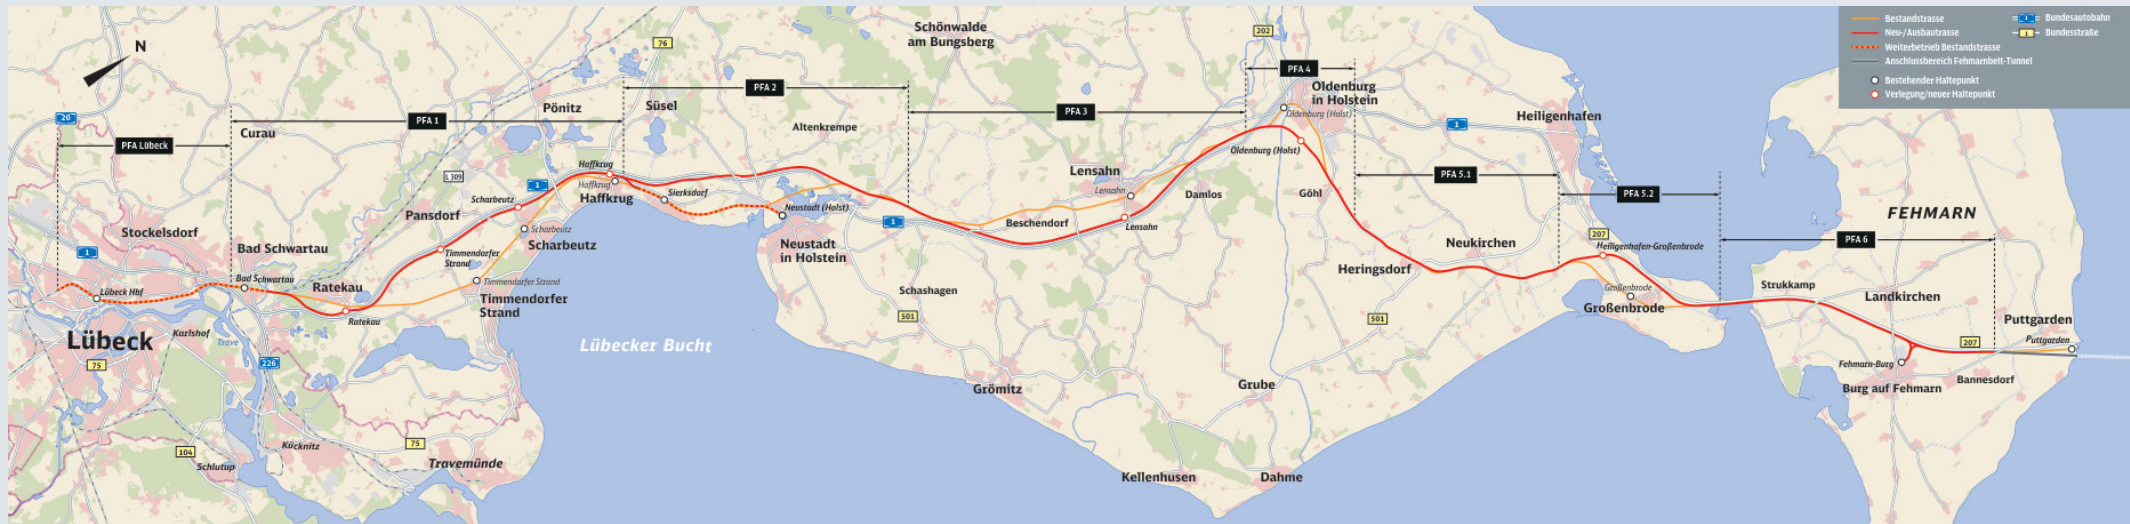 Bestandstrasse
Neu-/Ausbautrasse
Weiterbetrieb Bestandstrasse
Anschlussbereich Fehmarnbelt-Tunnel
Bestehender Haltepunkt
Verlegung/neuer Haltepunkt
1 Bundesautobahn
1 Bundesstraße
N
PFA Lübeck
PFA 1
PFA 2
PFA 3
PFA 4
PFA 5.1
PFA 5.2
PFA 6
20
Curau
Pönitz
76
Süsel
Altenkrempe
Schönwalde
am Bungsberg
202
Oldenburg
in Holstein
Oldenburg (Holst)
Oldenburg (Holst)
1
Heiligenhafen
L 309
1
Haffkrug
Haffkrug
Haffkrug
Sierksdorf
Neustadt (Holst)
Neustadt
in Holstein
1
Scharbeutz
Scharbeutz
Scharbeutz
Pansdorf
Timmendorfer
Strand
Timmendorfer Strand
Timmendorfer
Strand
Stockelsdorf
1
Bad Schwartau
Bad Schwartau
Lübeck Hbf
Ratekau
Ratekau
Lübeck
Karlshof
Trave
75
226
Kücknitz
104
Schlutup
75
Travemünde
Lübecker Bucht
Lensahn
Lensahn
Lensahn
Beschendorf
Damlos
Göhl
Schashagen
501
Grömitz
Grube
Kellenhusen
Dahme
501
Heringsdorf
Neukirchen
207
Heiligenhafen-Großenbrode
Großenbrode
Großenbrode
FEHMARN
Strukkamp
Landkirchen
Puttgarden
Puttgarden
207
Fehmarn-Burg
Burg auf Fehmarn
Bannesdorf